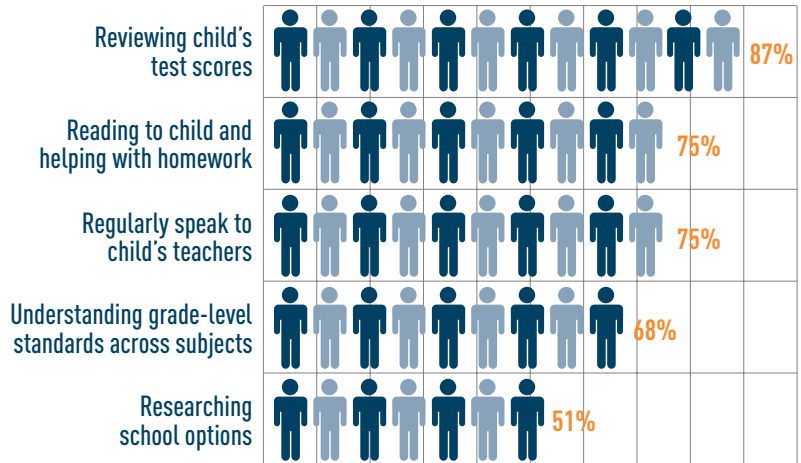 Reviewing child’s
test scores
87%
Reading to child and
helping with homework
75%
Regularly speak to
child’s teachers
75%
Understanding grade-level
standards across subjects
68%
Researching
school options
51%